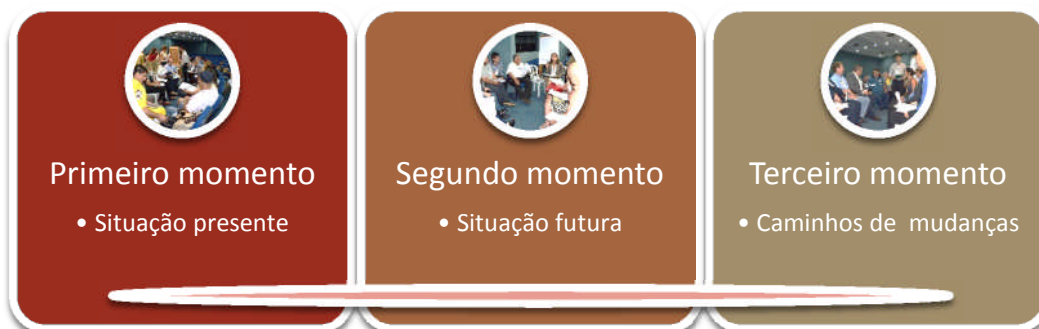 Primeiro momento
• Situação presente
Segundo momento
• Situação futura
Terceiro momento
• Caminhos de mudanças